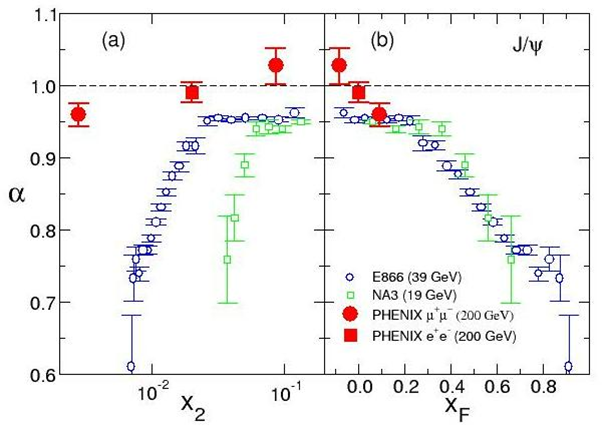 1.1
(a)
(b)
J/ψ
1.0
0.9
α
0.8
E866 (39 GeV)
NA3 (19 GeV)
0.7
PHENIX μ⁺μ⁻ (200 GeV)
PHENIX e⁺e⁻ (200 GeV)
0.6
10⁻² 10⁻¹ 0.0 0.2 0.4 0.6 0.8
X₂ X_F